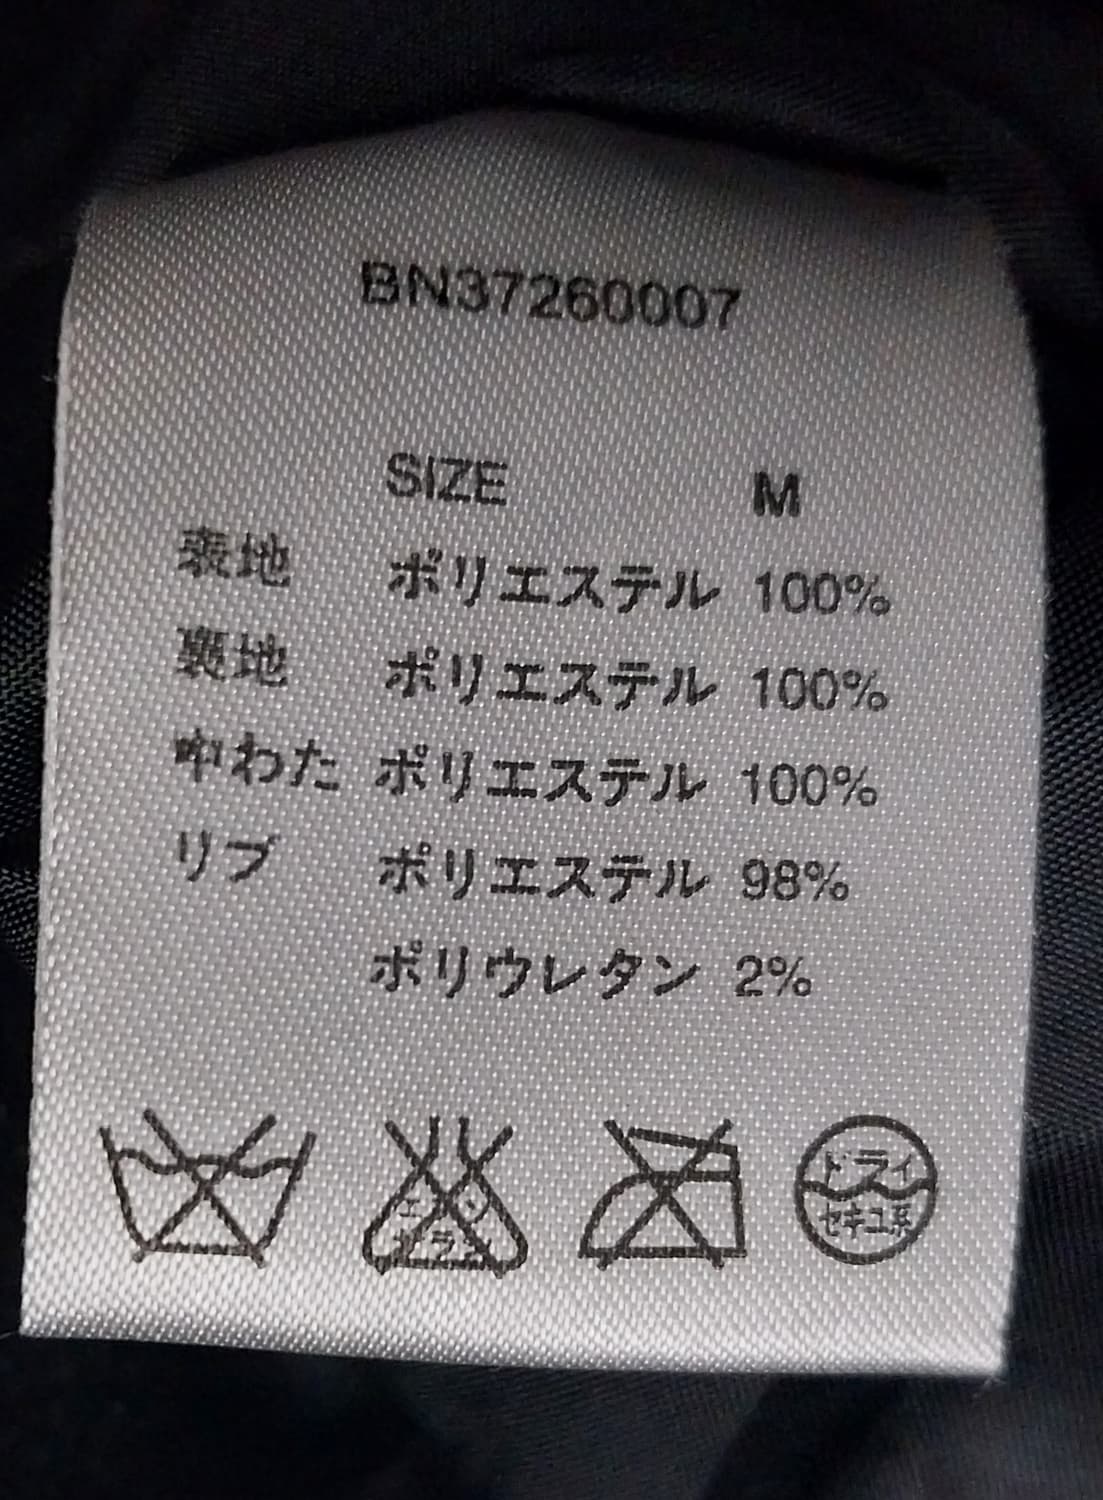 BN37260007
SIZE M
表地 ポリエステル 100%
裏地 ポリエステル 100%
中わた ポリエステル 100%
リブ ポリエステル 98%
ポリウレタン 2%
エンソ
サラシ
ドライ
セキユ系